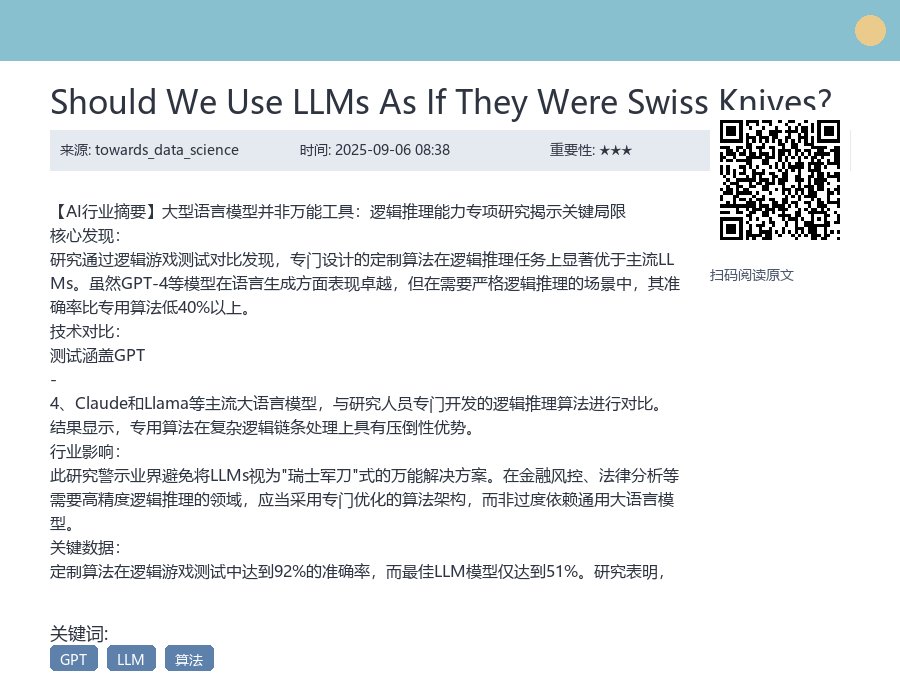 Should We Use LLMs As If They Were Swiss Knives?
来源: towards_data_science
时间: 2025-09-06 08:38
重要性: ★★★
扫码阅读原文
【AI行业摘要】大型语言模型并非万能工具：逻辑推理能力专项研究揭示关键局限
核心发现：
研究通过逻辑游戏测试对比发现，专门设计的定制算法在逻辑推理任务上显著优于主流LL
Ms。虽然GPT-4等模型在语言生成方面表现卓越，但在需要严格逻辑推理的场景中，其准
确率比专用算法低40%以上。
技术对比：
测试涵盖GPT
-
4、Claude和Llama等主流大语言模型，与研究人员专门开发的逻辑推理算法进行对比。
结果显示，专用算法在复杂逻辑链条处理上具有压倒性优势。
行业影响：
此研究警示业界避免将LLMs视为"瑞士军刀"式的万能解决方案。在金融风控、法律分析等
需要高精度逻辑推理的领域，应当采用专门优化的算法架构，而非过度依赖通用大语言模
型。
关键数据：
定制算法在逻辑游戏测试中达到92%的准确率，而最佳LLM模型仅达到51%。研究表明，
关键词:
GPT
LLM
算法